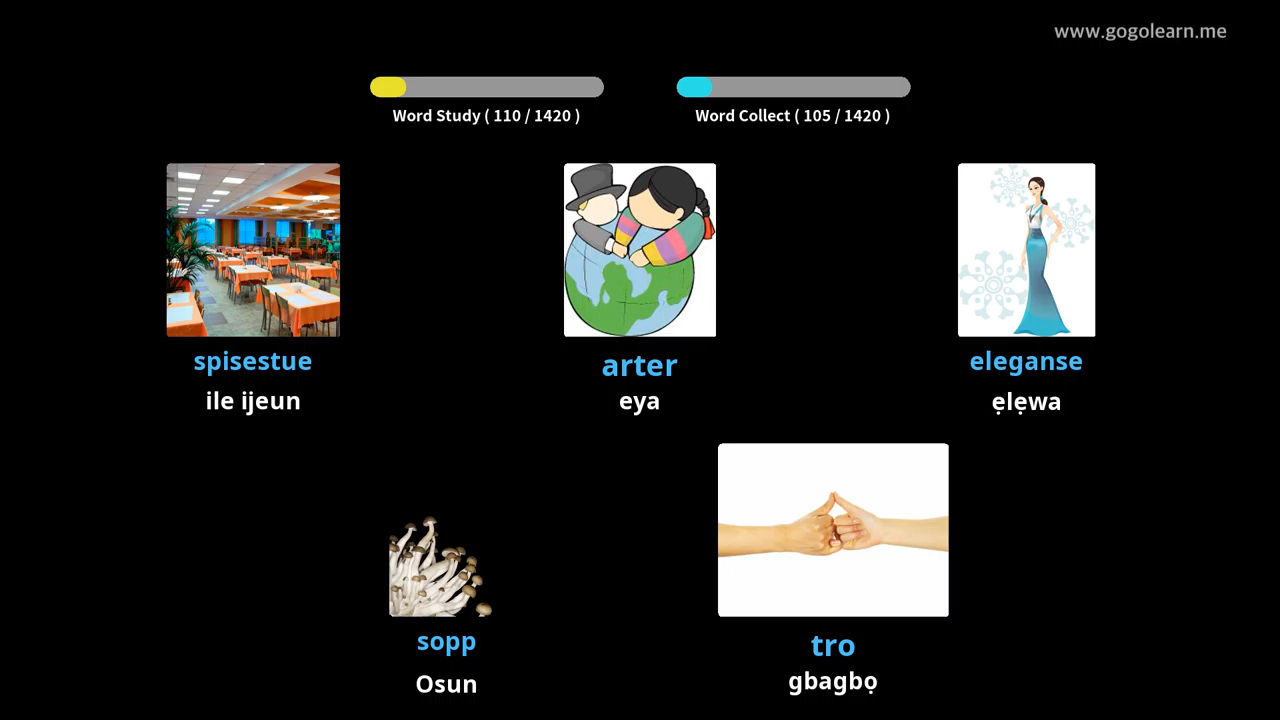 www.gogolearn.me
Word Study ( 110 / 1420 )
Word Collect ( 105 / 1420 )
spisestue
ile ijeun
arter
eya
eleganse
ẹlẹwa
sopp
Osun
tro
gbagbọ